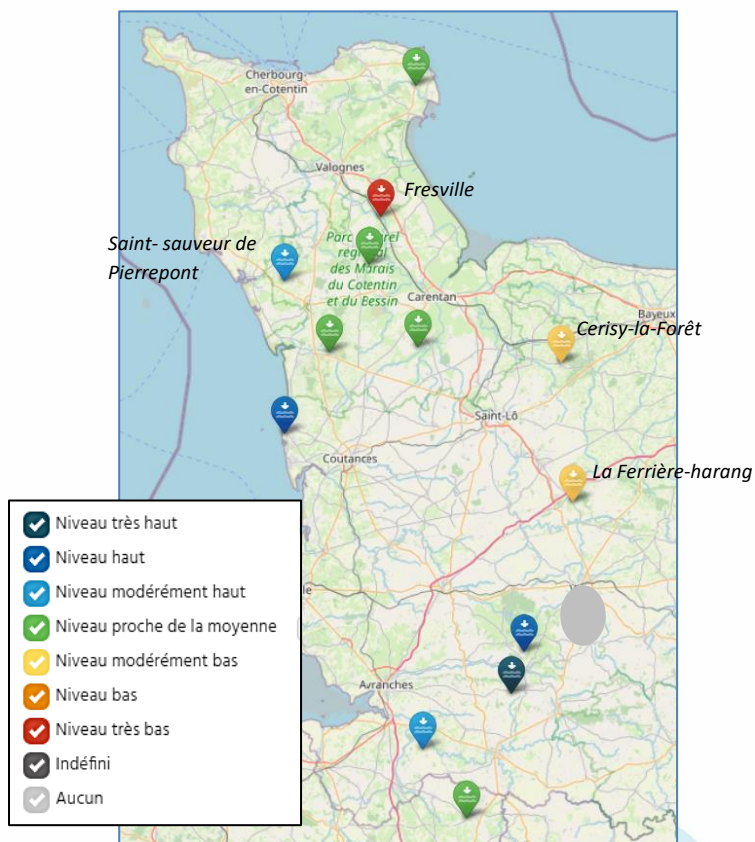 Cherbourg-
en-Cotentin
Valognes
Fresville
Saint- sauveur de
Pierrepont
Parc rel
régional
des Marais
du Cotentin
et du Bessin
Carentan
Bayeux
Cerisy-la-Forêt
Saint-Lô
Coutances
La Ferrière-harang
Niveau très haut
Niveau haut
Niveau modérément haut
Niveau proche de la moyenne
Niveau modérément bas
Niveau bas
Niveau très bas
Indéfini
Aucun
Avranches